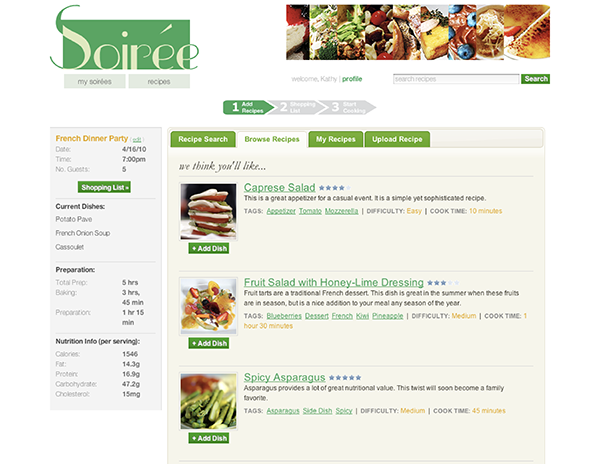 Soirée
my soirées recipes
welcome, Kathy | profile
search recipes Search
1 Add Recipes 2 Shopping List 3 Start Cooking
French Dinner Party [ edit ]
Date: 4/16/10
Time: 7:00pm
No. Guests: 5
Shopping List »
Current Dishes:
Potato Pave
French Onion Soup
Cassoulet
Preparation:
Total Prep: 5 hrs
Baking: 3 hrs,
45 min
Preparation: 1 hr 15
min
Nutrition Info (per serving):
Calories: 1546
Fat: 14.3g
Protein: 16.9g
Carbohydrate: 47.2g
Cholesterol: 15mg
Recipe Search Browse Recipes My Recipes Upload Recipe
we think you'll like...
Caprese Salad
This is a great appetizer for a casual event. It is a simple yet sophisticated recipe.
TAGS: Appetizer Tomato Mozzerella | DIFFICULTY: Easy | COOK TIME: 10 minutes
+ Add Dish
Fruit Salad with Honey-Lime Dressing
Fruit tarts are a traditional French dessert. This dish is great in the summer when these fruits
are in season, but is a nice addition to your meal any season of the year.
TAGS: Blueberries Dessert French Kiwi Pineapple | DIFFICULTY: Medium | COOK TIME: 1
hour 30 minutes
+ Add Dish
Spicy Asparagus
Asparagus provides a lot of great nutritional value. This twist will soon become a family
favorite.
TAGS: Asparagus Side Dish Spicy | DIFFICULTY: Medium | COOK TIME: 45 minutes
+ Add Dish